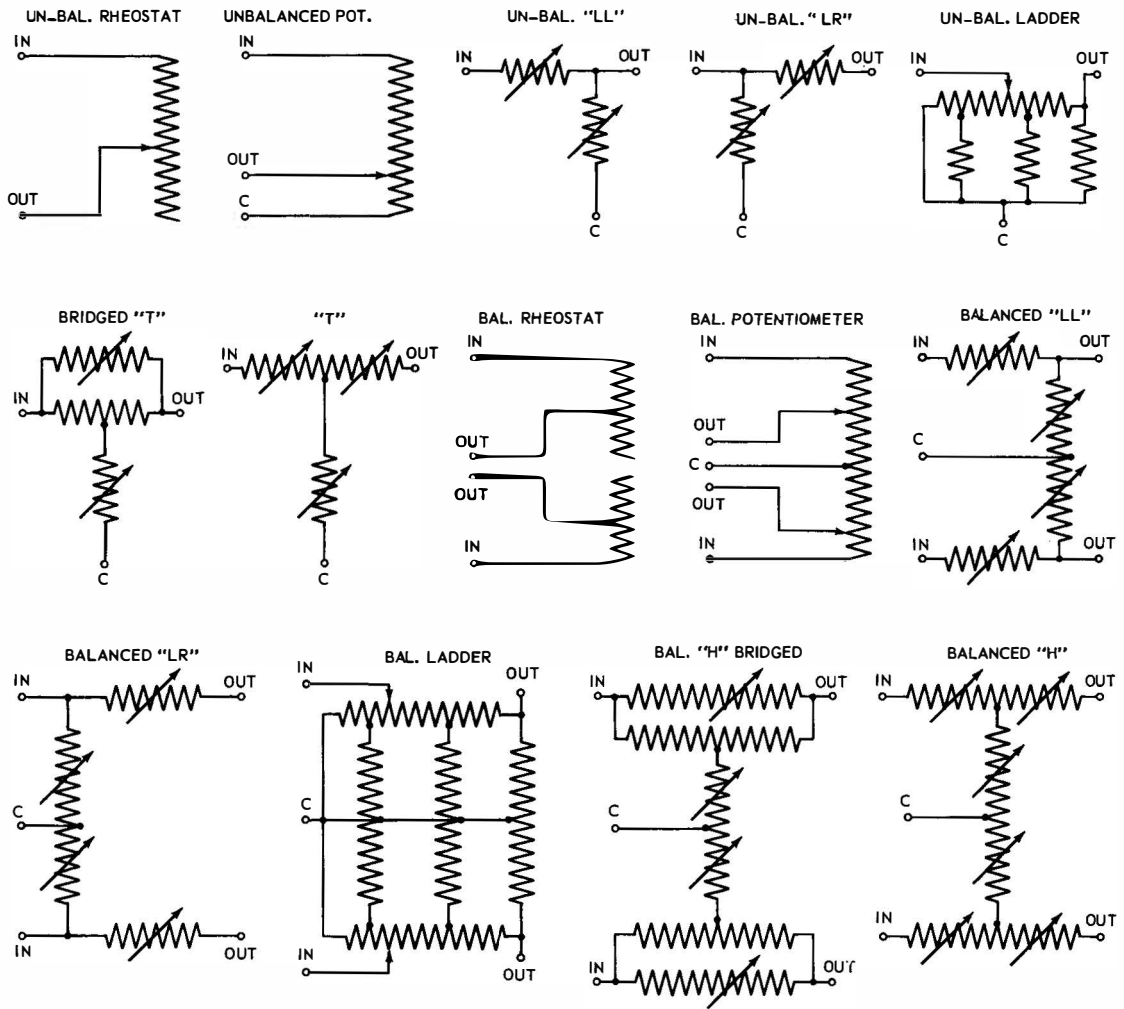 UN-BAL. RHEOSTAT
IN
OUT
UNBALANCED POT.
IN
OUT
C
UN-BAL. "LL"
IN
OUT
C
UN-BAL. "LR"
IN
OUT
C
UN-BAL. LADDER
IN
OUT
C
BRIDGED "T"
IN
OUT
C
"T"
IN
OUT
C
BAL. RHEOSTAT
IN
OUT
OUT
IN
BAL. POTENTIOMETER
IN
OUT
C
OUT
IN
BALANCED "LL"
IN
OUT
C
IN
OUT
BALANCED "LR"
IN
OUT
C
IN
OUT
BAL. LADDER
IN
OUT
C
IN
OUT
BAL. "H" BRIDGED
IN
OUT
C
IN
OUT
BALANCED "H"
IN
OUT
C
IN
OUT